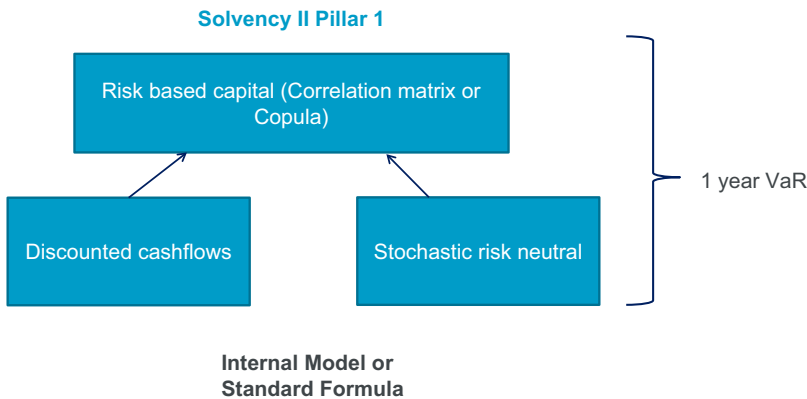 Solvency II Pillar 1
Risk based capital (Correlation matrix or
Copula)
1 year VaR
Discounted cashflows
Stochastic risk neutral
Internal Model or
Standard Formula